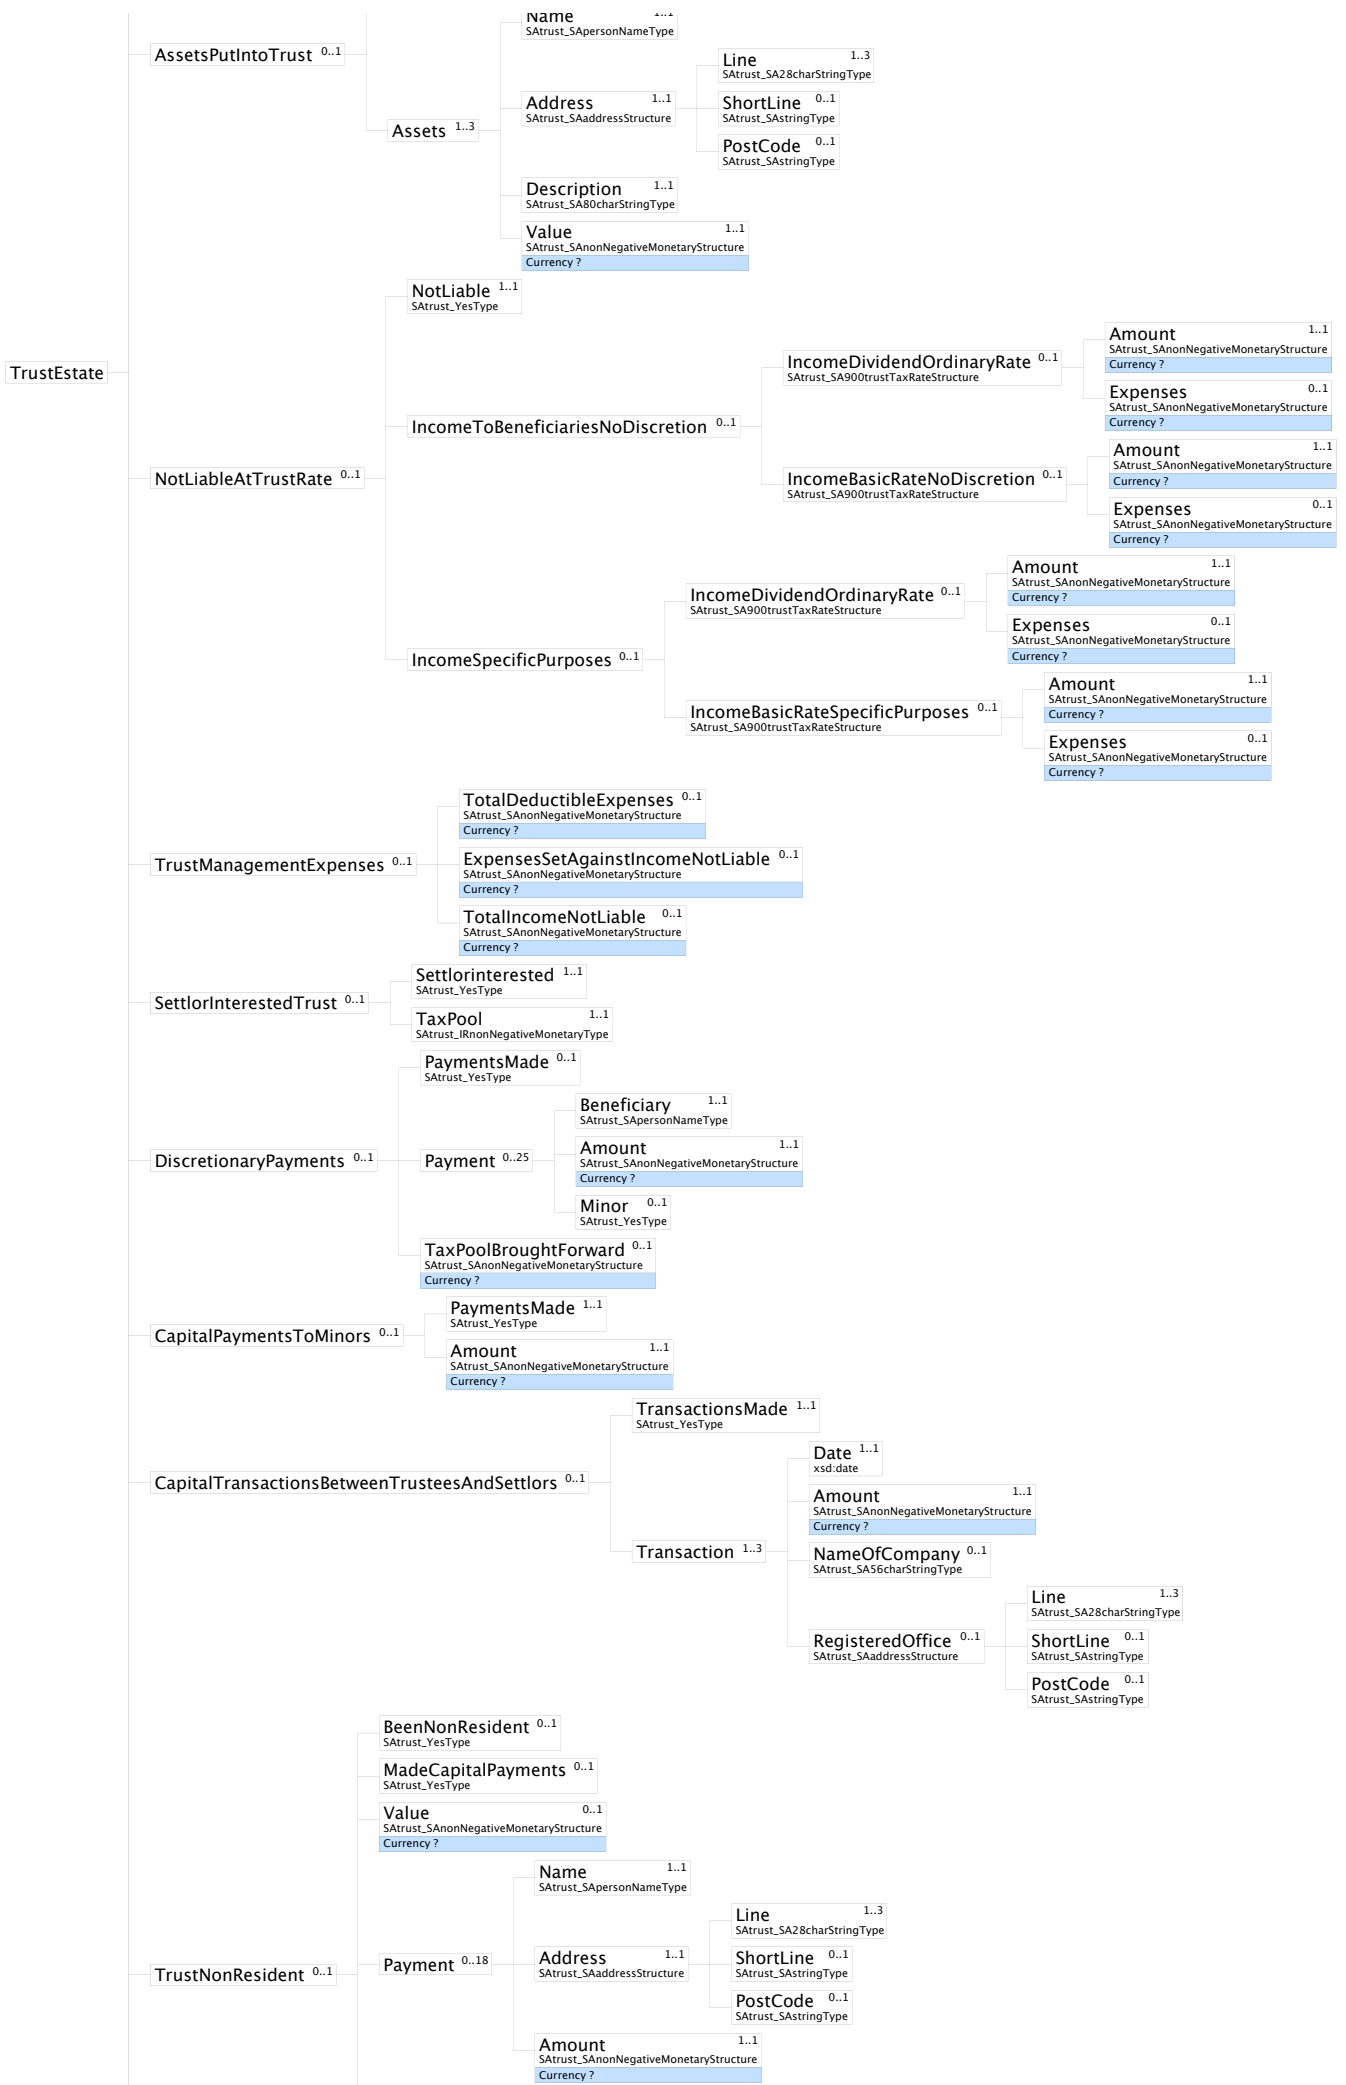 Name 1..1
SAtrust_SApersonNameType
AssetsPutIntoTrust 0..1
Line 1..3
SAtrust_SA28charStringType
Address 1..1
SAtrust_SAaddressStructure
ShortLine 0..1
SAtrust_SAstringType
Assets 1..3
PostCode 0..1
SAtrust_SAstringType
Description 1..1
SAtrust_SA80charStringType
Value 1..1
SAtrust_SAnonNegativeMonetaryStructure
Currency ?
NotLiable 1..1
SAtrust_YesType
TrustEstate
IncomeDividendOrdinaryRate 0..1
SAtrust_SA900trustTaxRateStructure
Amount 1..1
SAtrust_SAnonNegativeMonetaryStructure
Currency ?
Expenses 0..1
SAtrust_SAnonNegativeMonetaryStructure
Currency ?
IncomeToBeneficiariesNoDiscretion 0..1
Amount 1..1
SAtrust_SAnonNegativeMonetaryStructure
Currency ?
NotLiableAtTrustRate 0..1
IncomeBasicRateNoDiscretion 0..1
SAtrust_SA900trustTaxRateStructure
Expenses 0..1
SAtrust_SAnonNegativeMonetaryStructure
Currency ?
Amount 1..1
SAtrust_SAnonNegativeMonetaryStructure
Currency ?
IncomeDividendOrdinaryRate 0..1
SAtrust_SA900trustTaxRateStructure
Expenses 0..1
SAtrust_SAnonNegativeMonetaryStructure
Currency ?
IncomeSpecificPurposes 0..1
Amount 1..1
SAtrust_SAnonNegativeMonetaryStructure
Currency ?
IncomeBasicRateSpecificPurposes 0..1
SAtrust_SA900trustTaxRateStructure
Expenses 0..1
SAtrust_SAnonNegativeMonetaryStructure
Currency ?
TotalDeductibleExpenses 0..1
SAtrust_SAnonNegativeMonetaryStructure
Currency ?
TrustManagementExpenses 0..1
ExpensesSetAgainstIncomeNotLiable 0..1
SAtrust_SAnonNegativeMonetaryStructure
Currency ?
TotalIncomeNotLiable 0..1
SAtrust_SAnonNegativeMonetaryStructure
Currency ?
Settlorinterested 1..1
SAtrust_YesType
SettlorInterestedTrust 0..1
TaxPool 1..1
SAtrust_IRnonNegativeMonetaryType
PaymentsMade 0..1
SAtrust_YesType
Beneficiary 1..1
SAtrust_SApersonNameType
DiscretionaryPayments 0..1
Payment 0..25
Amount 1..1
SAtrust_SAnonNegativeMonetaryStructure
Currency ?
Minor 0..1
SAtrust_YesType
TaxPoolBroughtForward 0..1
SAtrust_SAnonNegativeMonetaryStructure
Currency ?
PaymentsMade 1..1
SAtrust_YesType
CapitalPaymentsToMinors 0..1
Amount 1..1
SAtrust_SAnonNegativeMonetaryStructure
Currency ?
TransactionsMade 1..1
SAtrust_YesType
CapitalTransactionsBetweenTrusteesAndSettlors 0..1
Date 1..1
xsd:date
Amount 1..1
SAtrust_SAnonNegativeMonetaryStructure
Currency ?
Transaction 1..3
NameOfCompany 0..1
SAtrust_SA56charStringType
Line 1..3
SAtrust_SA28charStringType
RegisteredOffice 0..1
SAtrust_SAaddressStructure
ShortLine 0..1
SAtrust_SAstringType
PostCode 0..1
SAtrust_SAstringType
BeenNonResident 0..1
SAtrust_YesType
MadeCapitalPayments 0..1
SAtrust_YesType
Value 0..1
SAtrust_SAnonNegativeMonetaryStructure
Currency ?
Name 1..1
SAtrust_SApersonNameType
Line 1..3
SAtrust_SA28charStringType
TrustNonResident 0..1
Payment 0..18
Address 1..1
SAtrust_SAaddressStructure
ShortLine 0..1
SAtrust_SAstringType
PostCode 0..1
SAtrust_SAstringType
Amount 1..1
SAtrust_SAnonNegativeMonetaryStructure
Currency ?